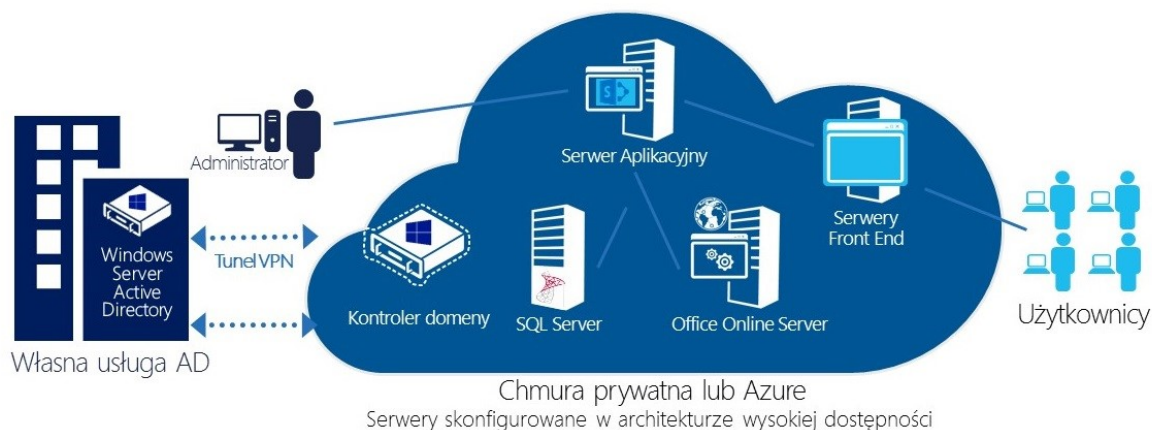 Administrator
Windows
Server
Active
Directory
Własna usługa AD
Tunel VPN
S
Serwer Aplikacyjny
Kontroler domeny
SQL Server
Office Online Server
Serwery
Front End
Użytkownicy
Chmura prywatna lub Azure
Serwery skonfigurowane w architekturze wysokiej dostępności